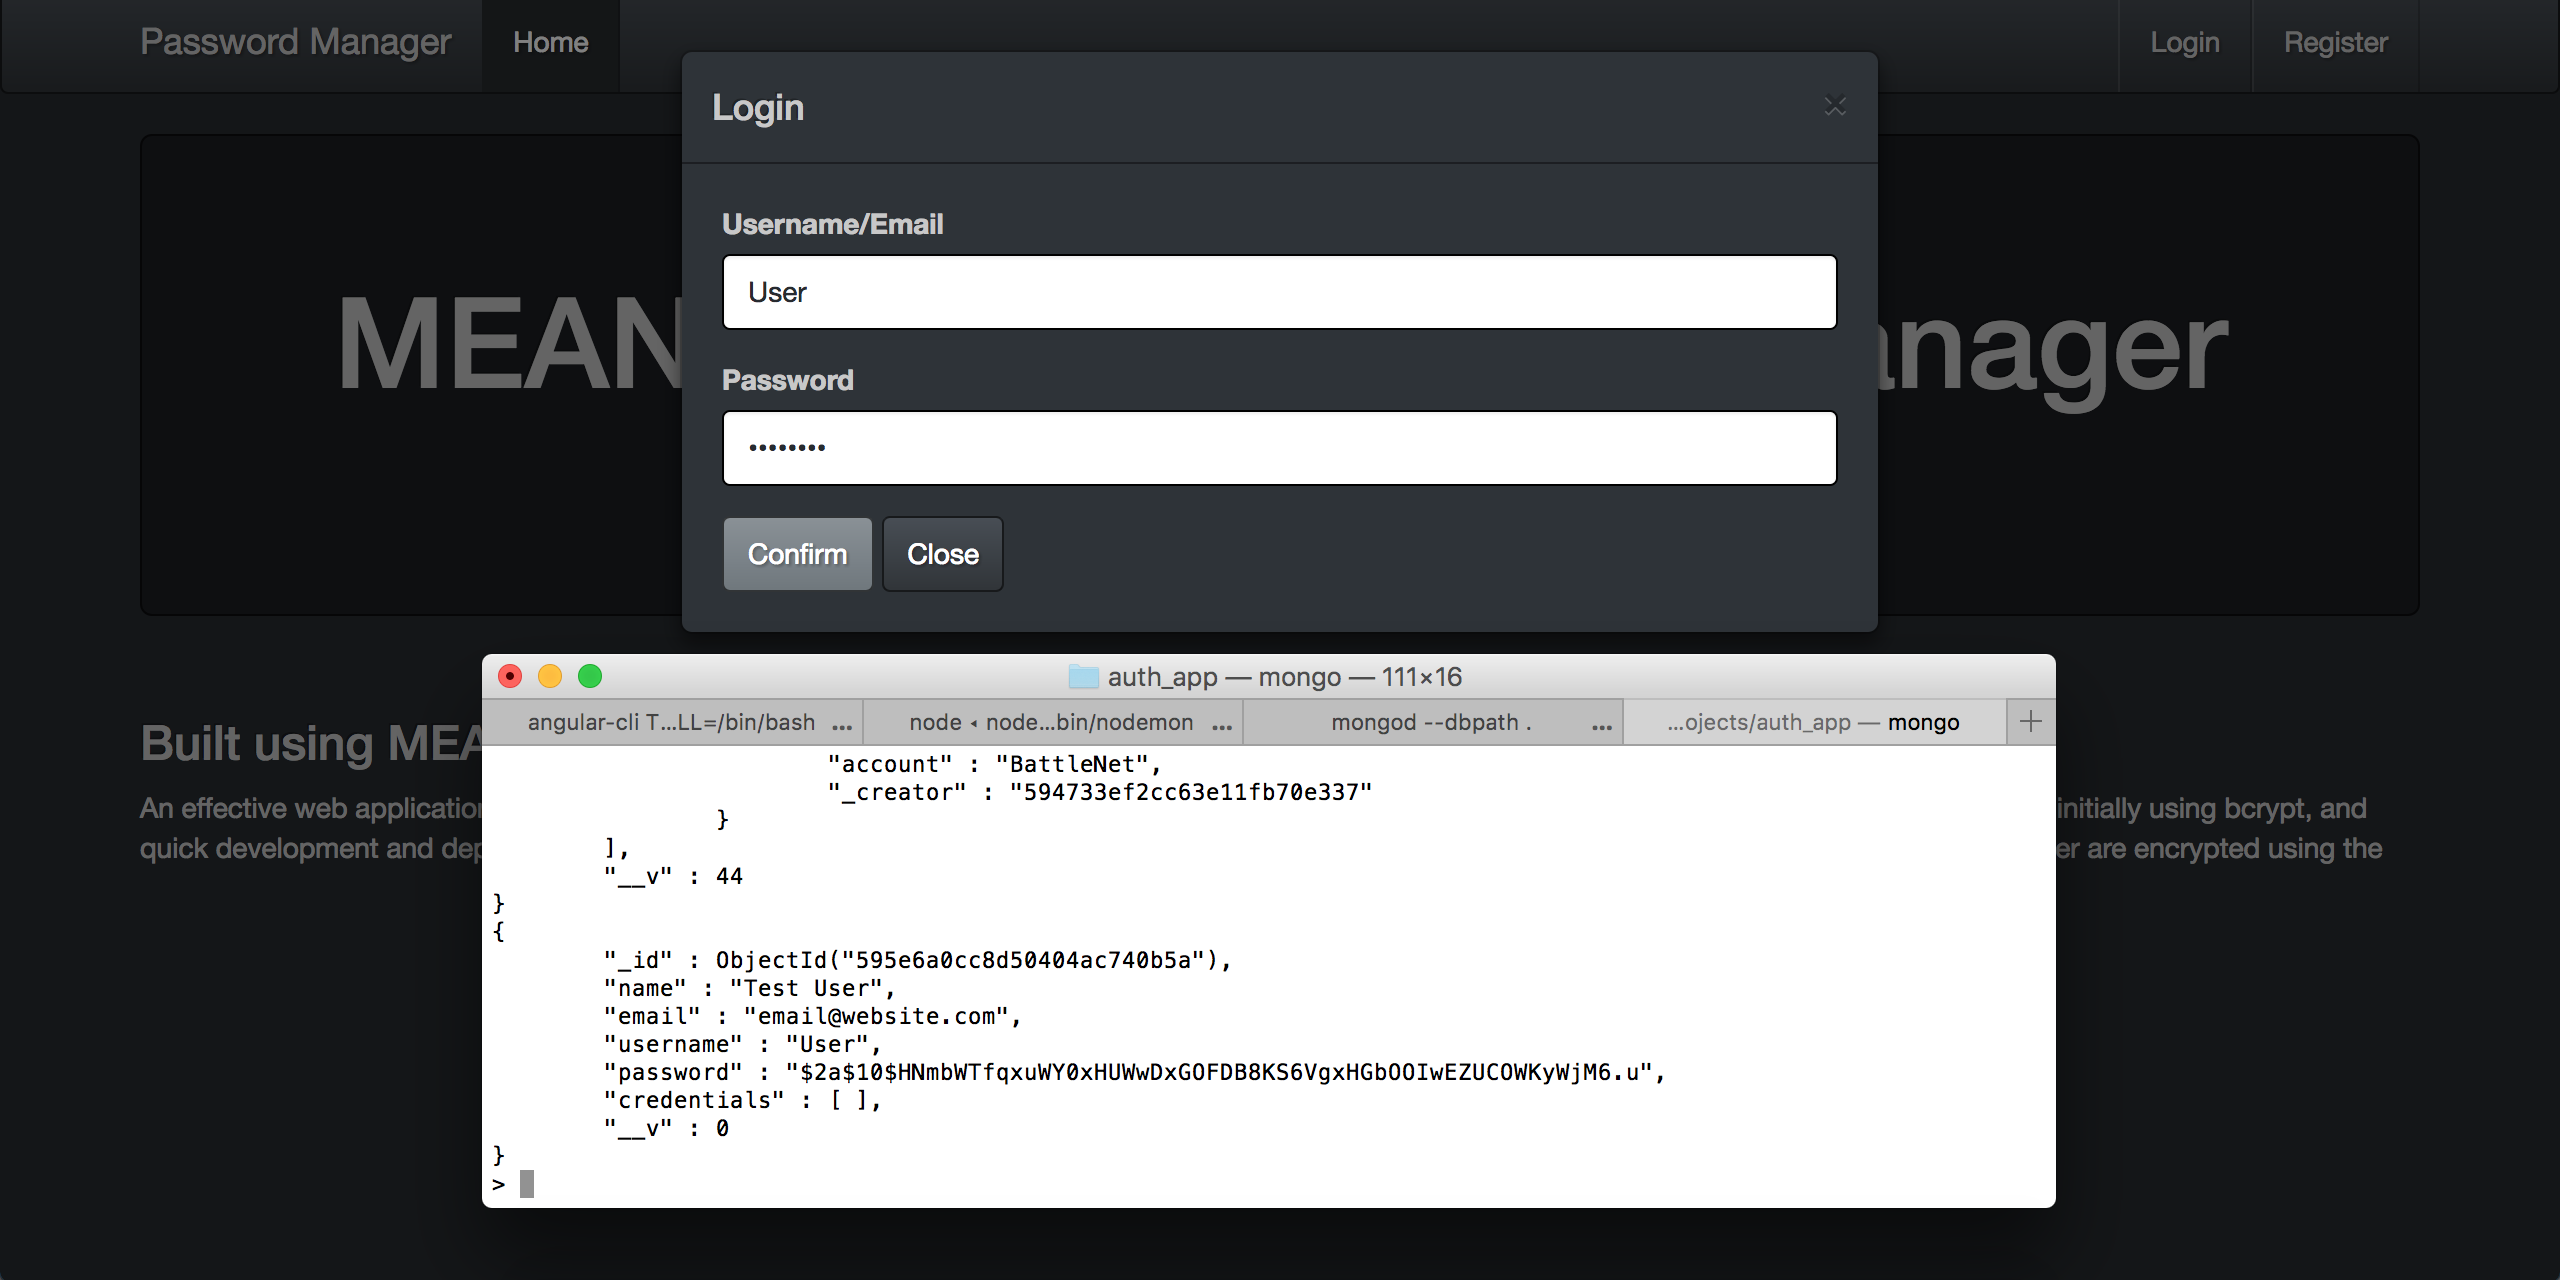 Password Manager Home Login Register
Login ×
Username/Email
User
Password
••••••••
Confirm Close
MEAN anager
auth_app — mongo — 111×16
angular-cli T...LL=/bin/bash ... node ◂ node...bin/nodemon ... mongod --dbpath . ... ...ojects/auth_app — mongo +
"account" : "BattleNet",
"_creator" : "594733ef2cc63e11fb70e337"
}
],
"__v" : 44
}
{
"_id" : ObjectId("595e6a0cc8d50404ac740b5a"),
"name" : "Test User",
"email" : "email@website.com",
"username" : "User",
"password" : "$2a$10$HNmbWTfqxuWY0xHUWwDxGOFDB8KS6VgxHGbOOIwEZUCOWKyWjM6.u",
"credentials" : [ ],
"__v" : 0
}
>
Built using MEA
An effective web application
quick development and dep
initially using bcrypt, and
er are encrypted using the